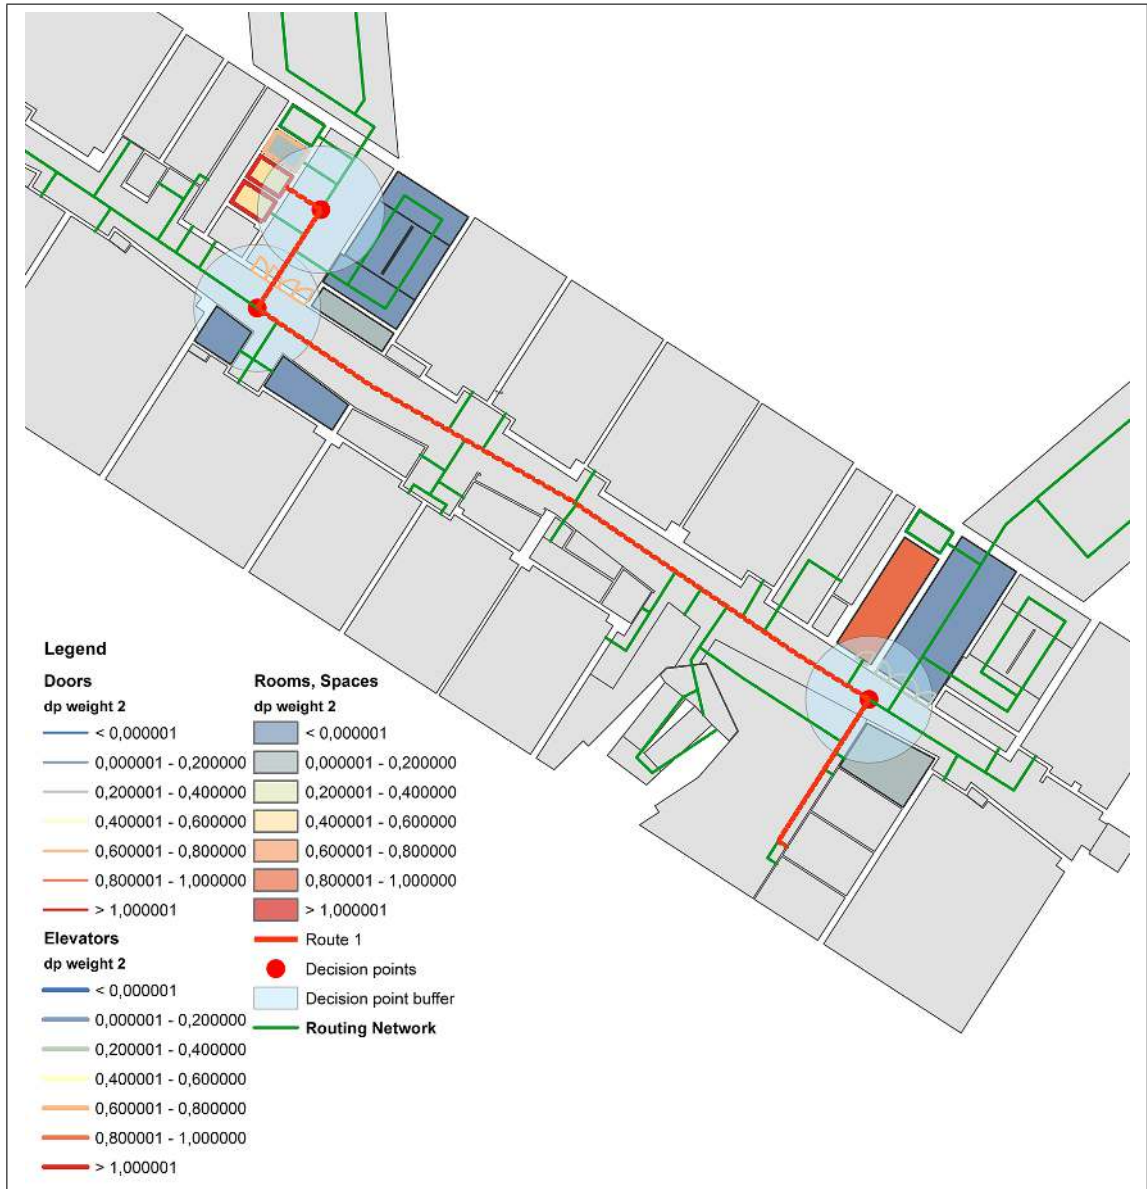 Legend
Doors
dp weight 2
< 0,000001
0,000001 - 0,200000
0,200001 - 0,400000
0,400001 - 0,600000
0,600001 - 0,800000
0,800001 - 1,000000
> 1,000001
Elevators
dp weight 2
< 0,000001
0,000001 - 0,200000
0,200001 - 0,400000
0,400001 - 0,600000
0,600001 - 0,800000
0,800001 - 1,000000
> 1,000001
Rooms, Spaces
dp weight 2
< 0,000001
0,000001 - 0,200000
0,200001 - 0,400000
0,400001 - 0,600000
0,600001 - 0,800000
0,800001 - 1,000000
> 1,000001
Route 1
Decision points
Decision point buffer
Routing Network